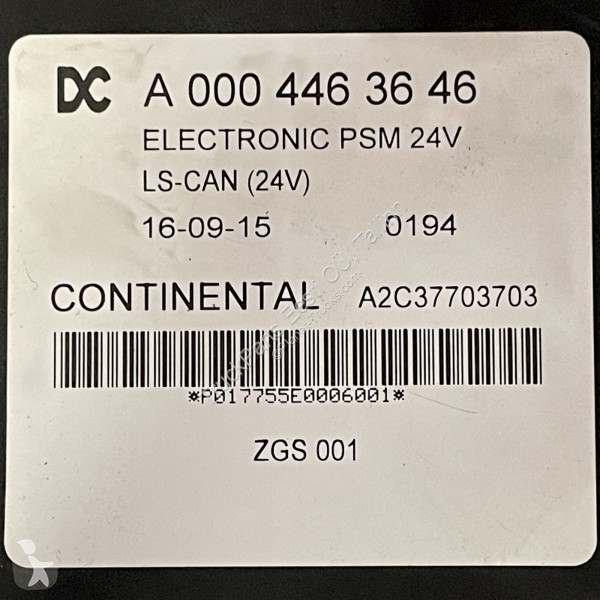 DC A 000 446 36 46
ELECTRONIC PSM 24V
LS-CAN (24V)
16-09-15 0194
CONTINENTAL A2C37703703
*P017755E0006001*
ZGS 001